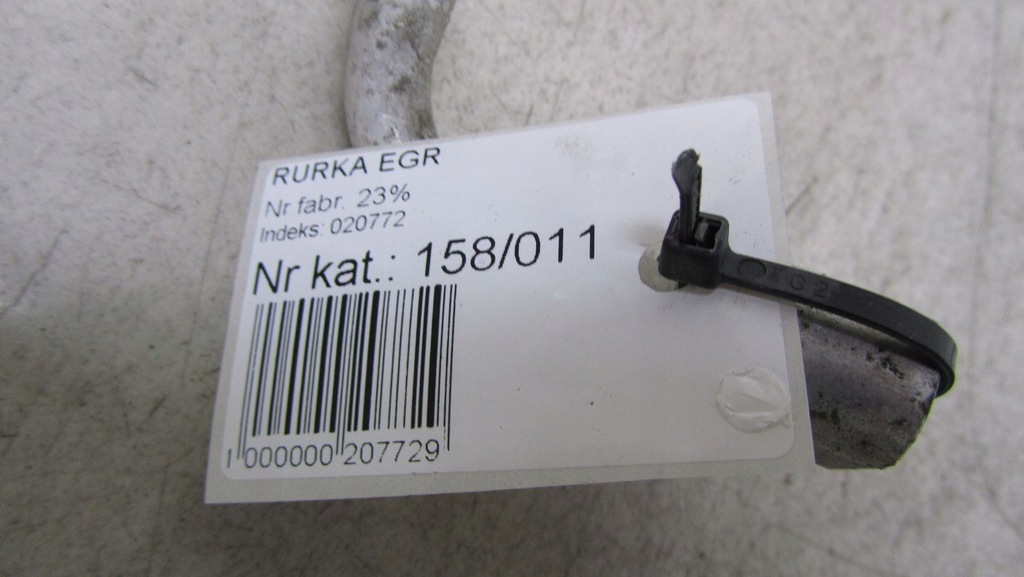 RURKA EGR
Nr fabr. 23%
Indeks: 020772
Nr kat.: 158/011
1 000000 207729